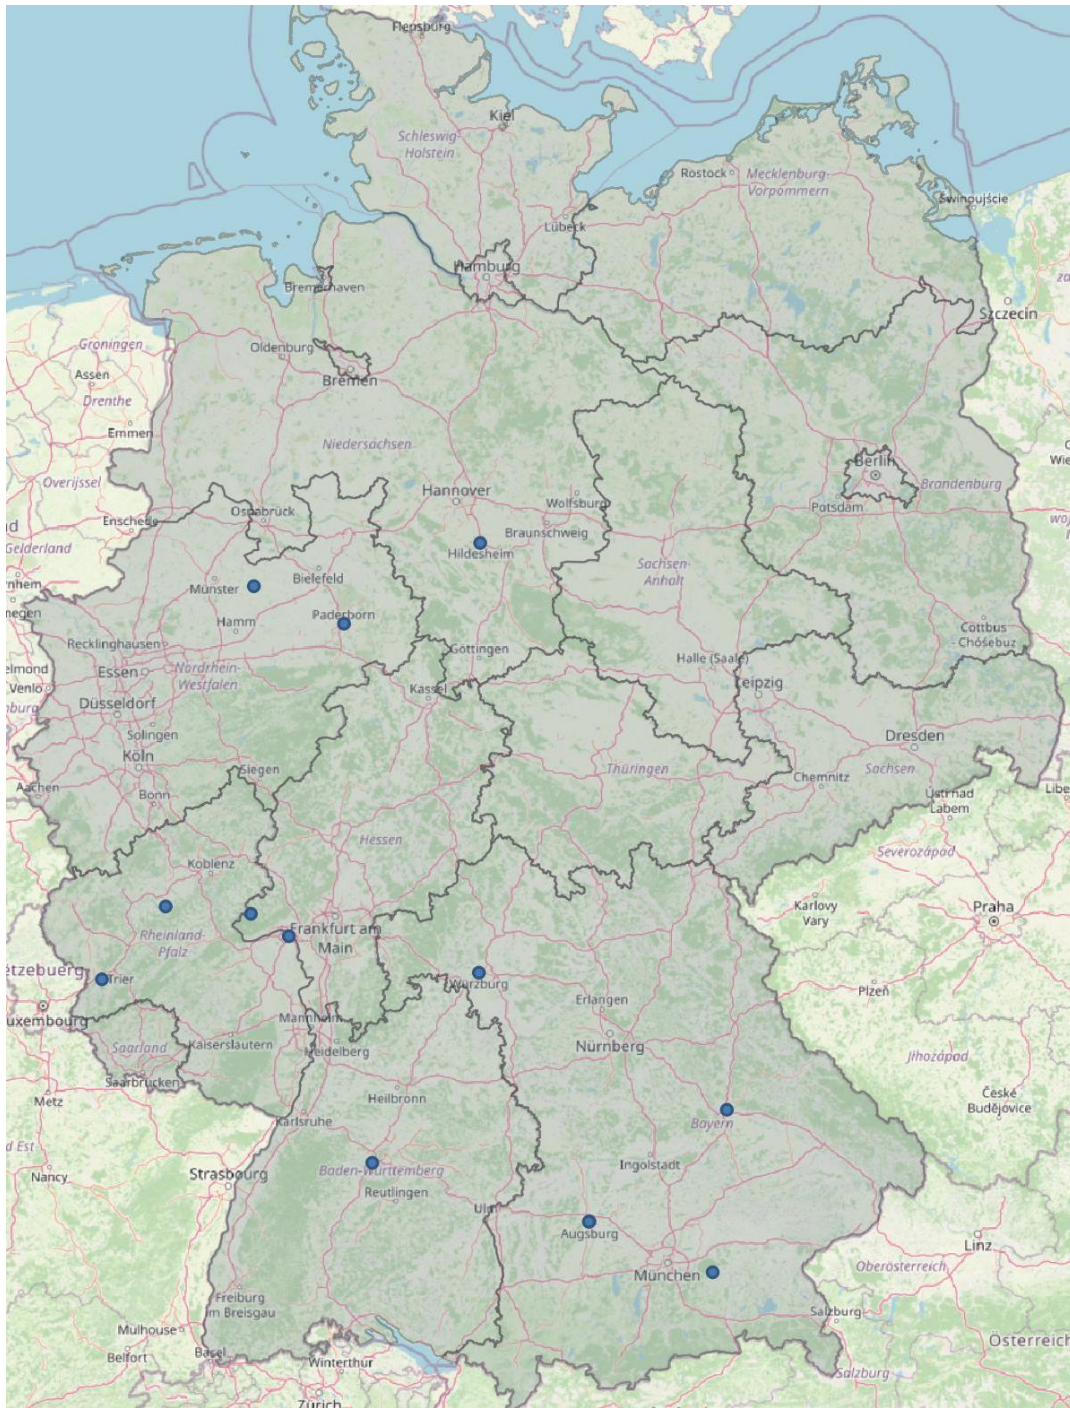 Flensburg
Kiel
Schleswig-
Holstein
Rostock
Mecklenburg-
Vorpommern
Świnoujście
Lübeck
Hamburg
Bremerhaven
Szczecin
Groningen
Oldenburg
Assen
Bremen
Drenthe
Emmen
Niedersachsen
Berlin
Overijssel
Hannover
Brandenburg
Wolfsburg
Potsdam
Osnabrück
Enschede
Braunschweig
Gelderland
Hildesheim
Sachsen-
Anhalt
Bielefeld
Münster
Paderborn
Hamm
Cottbus
- Chóśebuz
Recklinghausen
Göttingen
Halle (Saale)
Essen
Nordrhein-
Westfalen
Leipzig
Venlo
Kassel
Düsseldorf
Solingen
Dresden
Köln
Siegen
Thüringen
Sachsen
Chemnitz
Aachen
Bonn
Ústí nad
Labem
Hessen
Severozápad
Koblenz
Karlovy
Vary
Praha
Frankfurt am
Main
Rheinland-
Pfalz
Trier
Würzburg
Plzeň
Erlangen
Mannheim
Nürnberg
Saarland
Kaiserslautern
Heidelberg
Jihozápad
Saarbrücken
Metz
České
Budějovice
Heilbronn
Karlsruhe
Bayern
Ingolstadt
Strasbourg
Baden-Württemberg
Nancy
Reutlingen
Ulm
Augsburg
Linz
München
Oberösterreich
Freiburg
im Breisgau
Salzburg
Mulhouse
Österreich
Belfort
Basel
Winterthur
Salzburg
Zürich